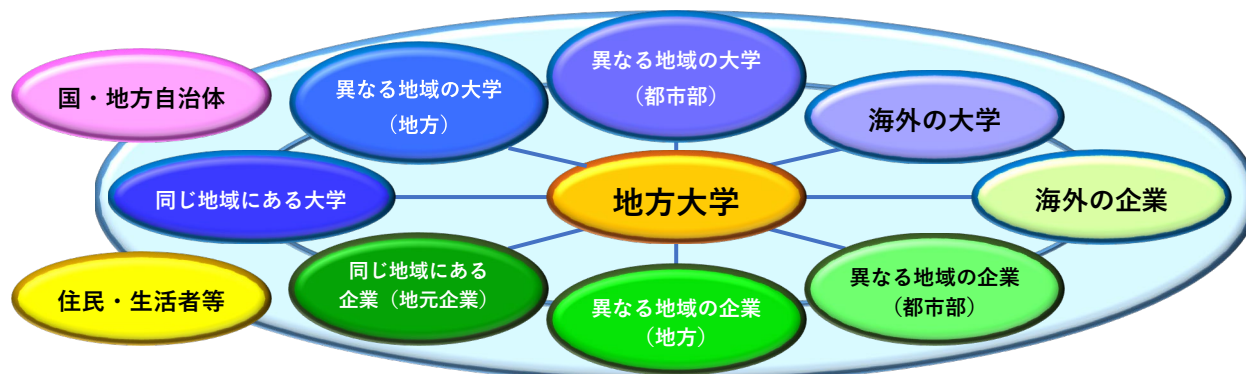 国・地方自治体
異なる地域の大学
（地方）
異なる地域の大学
（都市部）
海外の大学
同じ地域にある大学
地方大学
海外の企業
住民・生活者等
同じ地域にある
企業（地元企業）
異なる地域の企業
（地方）
異なる地域の企業
（都市部）